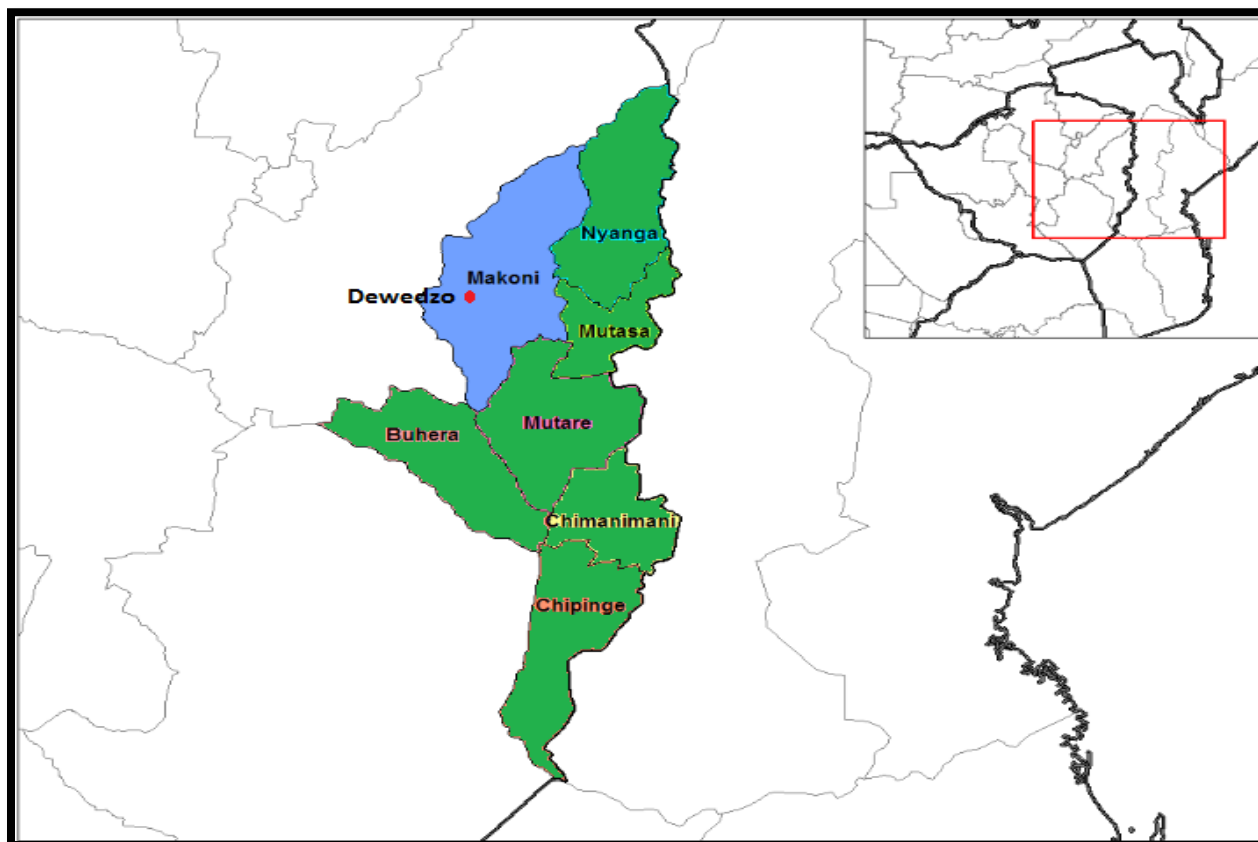 Nyanga
Makoni
Dewedzo
Mutasa
Mutare
Buhera
Chimanimani
Chipinge